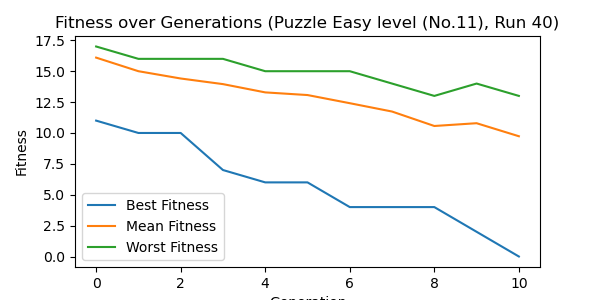 Fitness over Generations (Puzzle Easy level (No.11), Run 40)
17.5
15.0
12.5
10.0
7.5
5.0
2.5
0.0
Fitness
Best Fitness
Mean Fitness
Worst Fitness
0 2 4 6 8 10
Generation